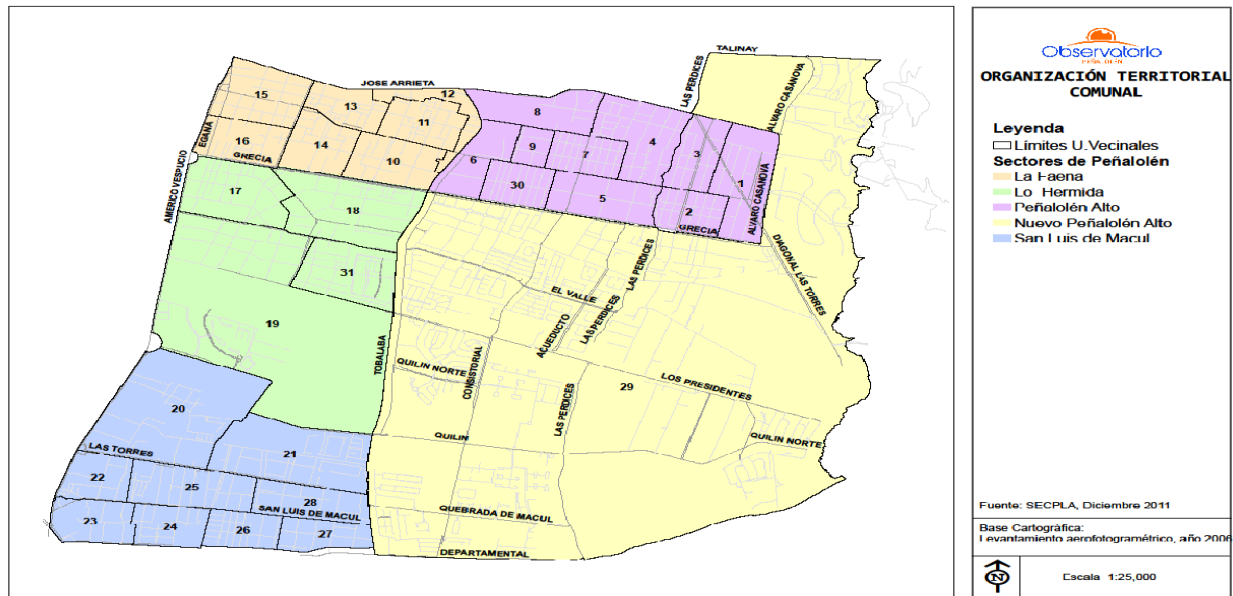 TALINAY
JOSE ARRIETA
LAS PERDICES
ALVARO CASANOVA
15
13
12
11
8
4
3
1
16
14
10
6
9
7
30
5
2
EGAÑA
GRECIA
AMERICO VESPUCIO
GRECIA
ALVARO CASANOVA
17
18
31
19
DIAGONAL LAS TORRES
LAS PERDICES
EL VALLE
ACUEDUCTO
LAS PERDICES
TOBALABA
QUILIN NORTE
CONSISTORIAL
29
LOS PRESIDENTES
LAS PERDICES
QUILIN
QUILIN NORTE
20
21
LAS TORRES
22
25
28
SAN LUIS DE MACUL
23
24
26
27
QUEBRADA DE MACUL
DEPARTAMENTAL
Observatorio
PEÑALOLÉN
ORGANIZACIÓN TERRITORIAL
COMUNAL
Leyenda
Límites U.Vecinales
Sectores de Peñalolén
La Faena
Lo Hermida
Peñalolén Alto
Nuevo Peñalolén Alto
San Luis de Macul
Fuente: SECPLA, Diciembre 2011
Base Cartográfica:
Levantamiento aerofotogramétrico, año 2006
N
Escala 1:25,000